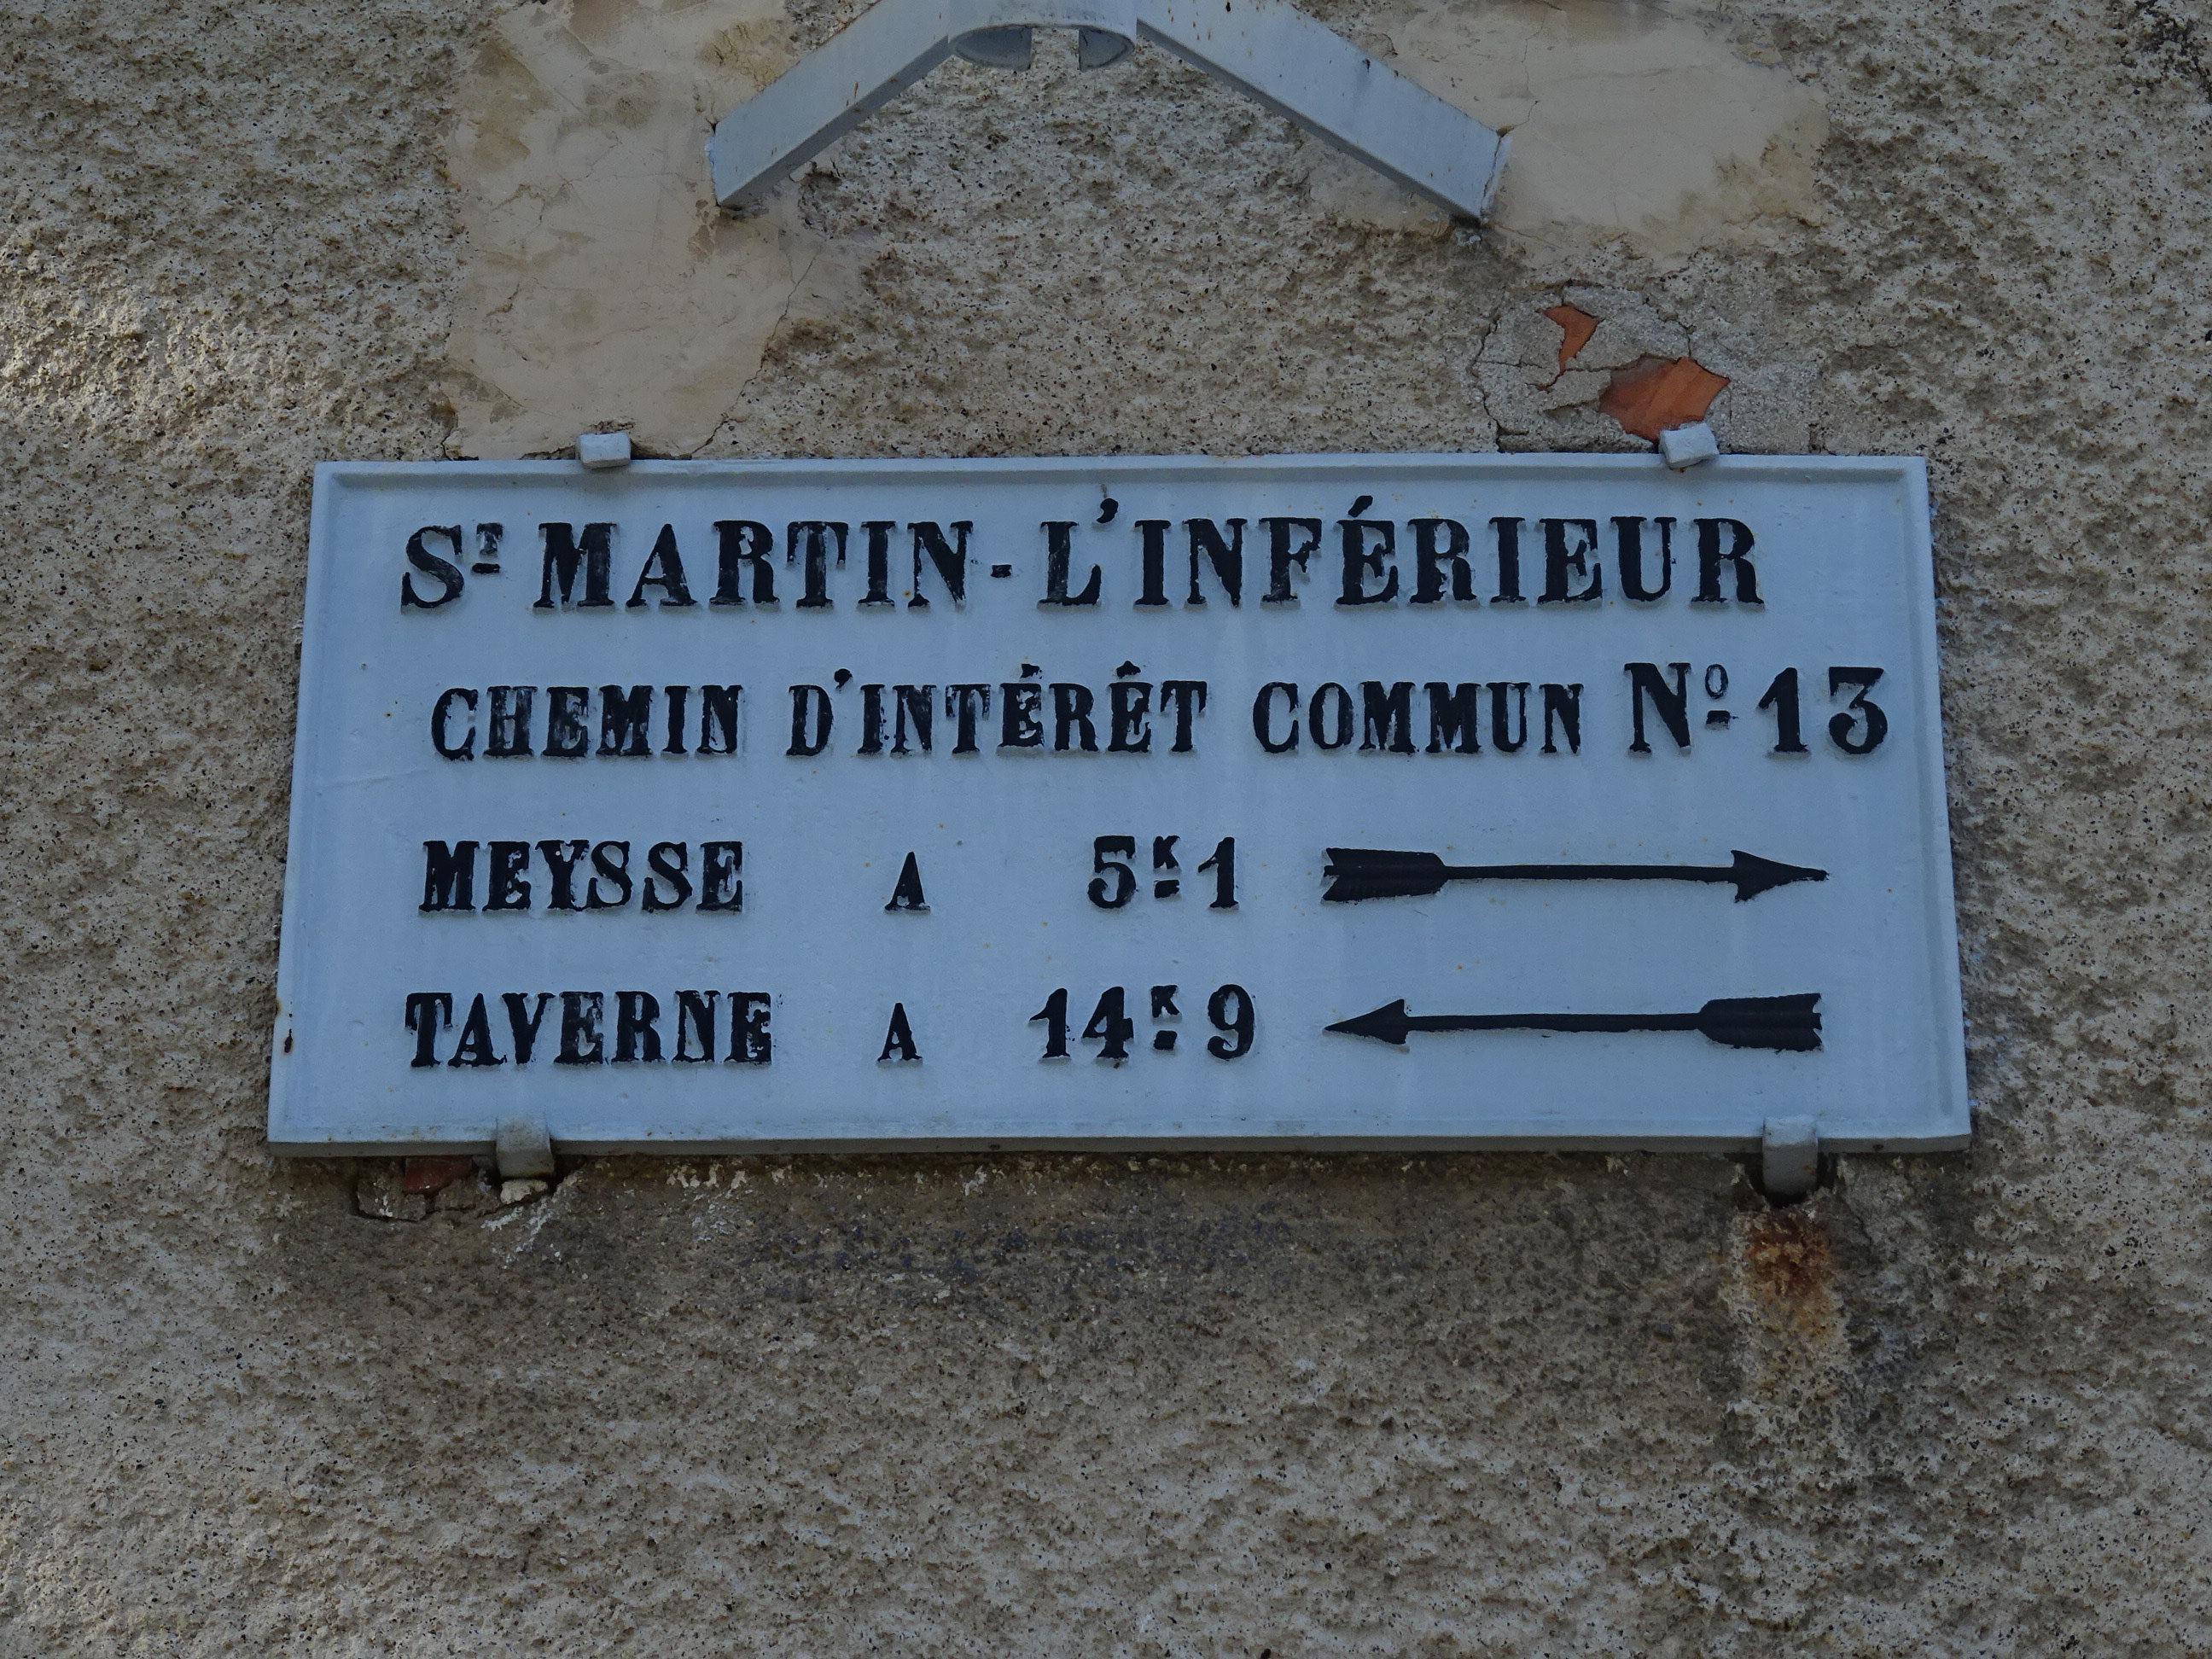 ST MARTIN - L'INFÉRIEUR
CHEMIN D'INTÉRÊT COMMUN No 13
MEYSSE A 5K.1
TAVERNE A 14K.9